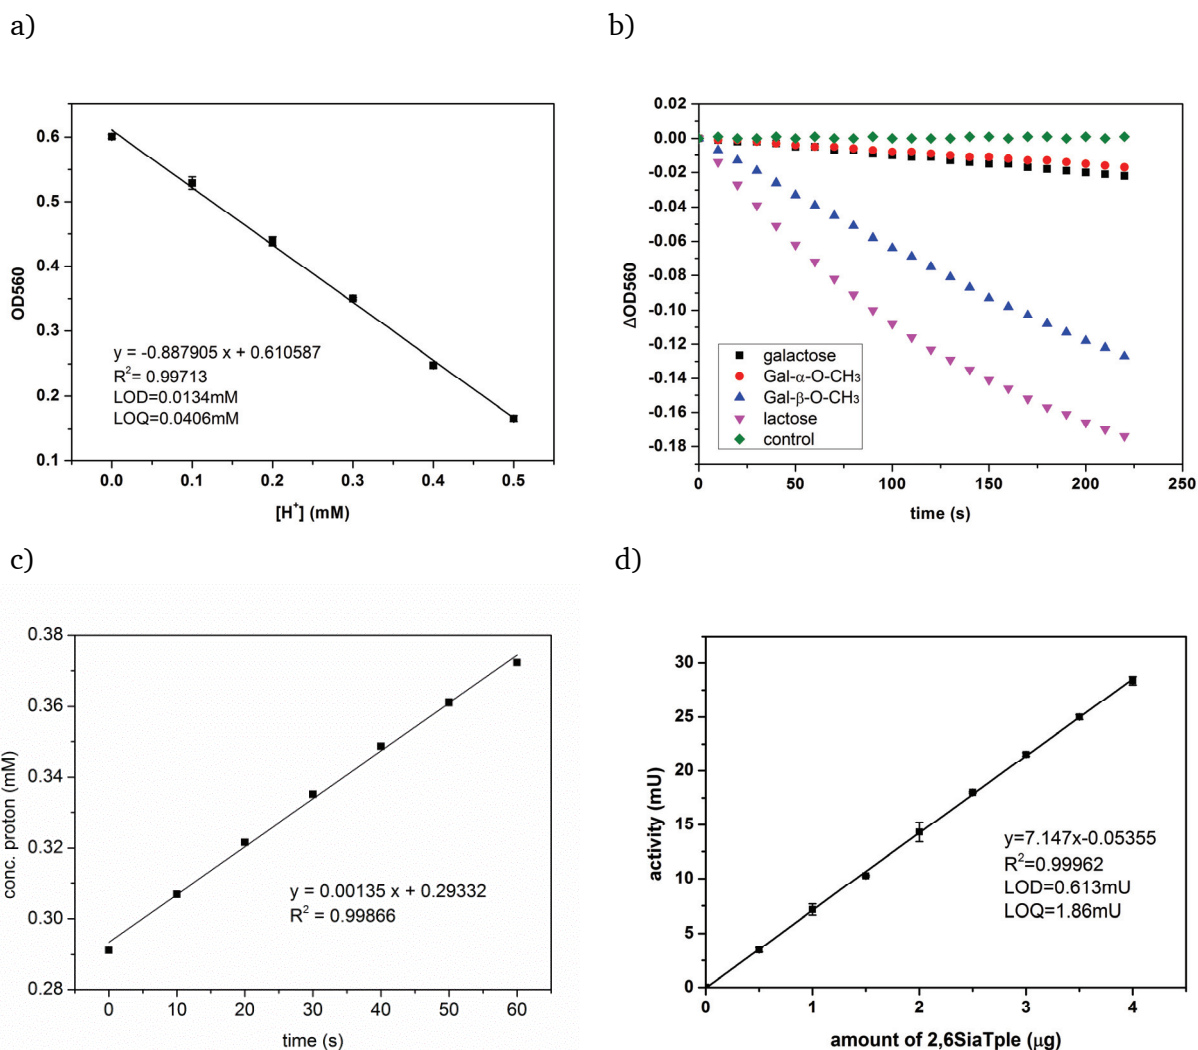 a)
0.6
0.5
0.4
0.3
0.2
0.1
OD560
y = -0.887905 x + 0.610587
R²= 0.99713
LOD=0.0134mM
LOQ=0.0406mM
0.0 0.1 0.2 0.3 0.4 0.5
[H⁺] (mM)
b)
0.02
0.00
-0.02
-0.04
-0.06
-0.08
-0.10
-0.12
-0.14
-0.16
-0.18
ΔOD560
galactose
Gal-α-O-CH₃
Gal-β-O-CH₃
lactose
control
0 50 100 150 200 250
time (s)
c)
0.38
0.36
0.34
0.32
0.30
0.28
conc. proton (mM)
y = 0.00135 x + 0.29332
R² = 0.99866
0 10 20 30 40 50 60
time (s)
d)
30
25
20
15
10
5
0
activity (mU)
y=7.147x-0.05355
R²=0.99962
LOD=0.613mU
LOQ=1.86mU
0 1 2 3 4
amount of 2,6SiaTple (μg)